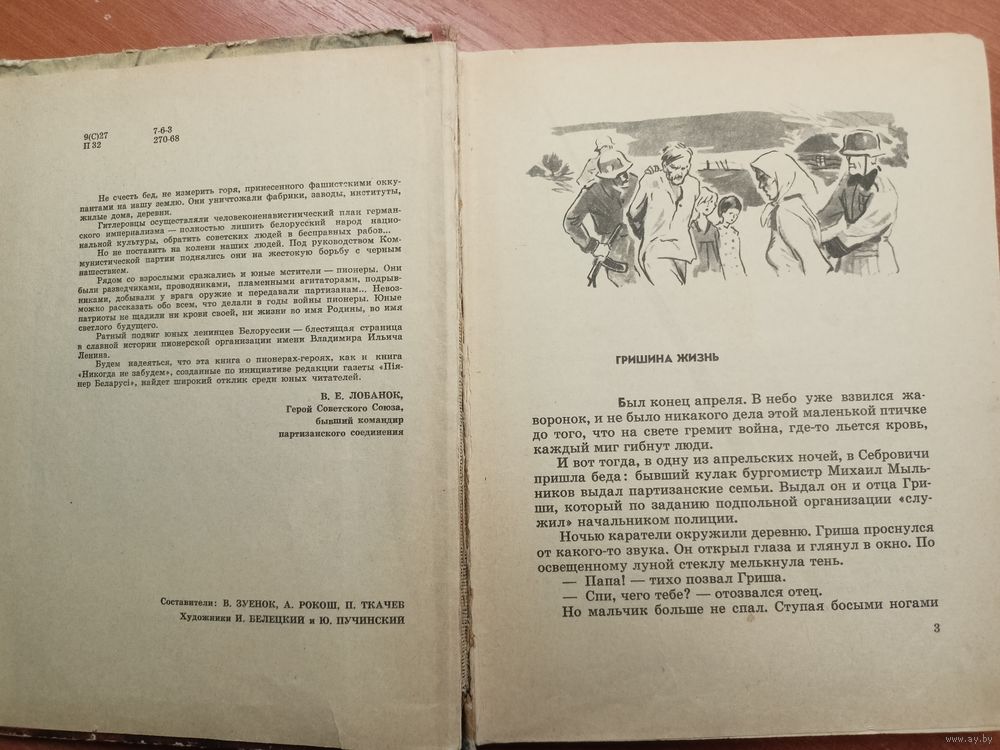 9(С)27
П 32
7-6-3
270-68
Не счесть бед, не измерить горя, принесенного фашистскими окку-
пантами на нашу землю. Они уничтожали фабрики, заводы, институты,
жилые дома, деревни.
Гитлеровцы осуществляли человеконенавистнический план герман-
ского империализма — полностью лишить белорусский народ нацио-
нальной культуры, обратить советских людей в бесправных рабов...
Но не поставить на колени наших людей. Под руководством Ком-
мунистической партии поднялись они на жестокую борьбу с черным
нашествием.
Рядом со взрослыми сражались и юные мстители — пионеры. Они
были разведчиками, проводниками, пламенными агитаторами, подрыв-
никами, добывали у врага оружие и передавали партизанам... Невоз-
можно рассказать обо всем, что делали в годы войны пионеры. Юные
патриоты не щадили ни крови своей, ни жизни во имя Родины, во имя
светлого будущего.
Ратный подвиг юных ленинцев Белоруссии — блестящая страница
в славной истории пионерской организации имени Владимира Ильича
Ленина.
Будем надеяться, что эта книга о пионерах-героях, как и книга
«Никогда не забудем», созданные по инициативе редакции газеты «Пія-
нер Беларусі», найдет широкий отклик среди юных читателей.
В. Е. ЛОБАНОК,
Герой Советского Союза,
бывший командир
партизанского соединения
Составители: В. ЗУЕНОК, А. РОКОШ, П. ТКАЧЕВ
Художники И. БЕЛЕЦКИЙ и Ю. ПУЧИНСКИЙ
ГРИШИНА ЖИЗНЬ
Был конец апреля. В небо уже взвился жа-
воронок, и не было никакого дела этой маленькой птичке
до того, что на свете гремит война, где-то льется кровь,
каждый миг гибнут люди.
И вот тогда, в одну из апрельских ночей, в Себровичи
пришла беда: бывший кулак бургомистр Михаил Мыль-
ников выдал партизанские семьи. Выдал он и отца Гри-
ши, который по заданию подпольной организации «слу-
жил» начальником полиции.
Ночью каратели окружили деревню. Гриша проснулся
от какого-то звука. Он открыл глаза и глянул в окно. По
освещенному луной стеклу мелькнула тень.
— Папа! — тихо позвал Гриша.
— Спи, чего тебе? — отозвался отец.
Но мальчик больше не спал. Ступая босыми ногами
3
www.ay.by